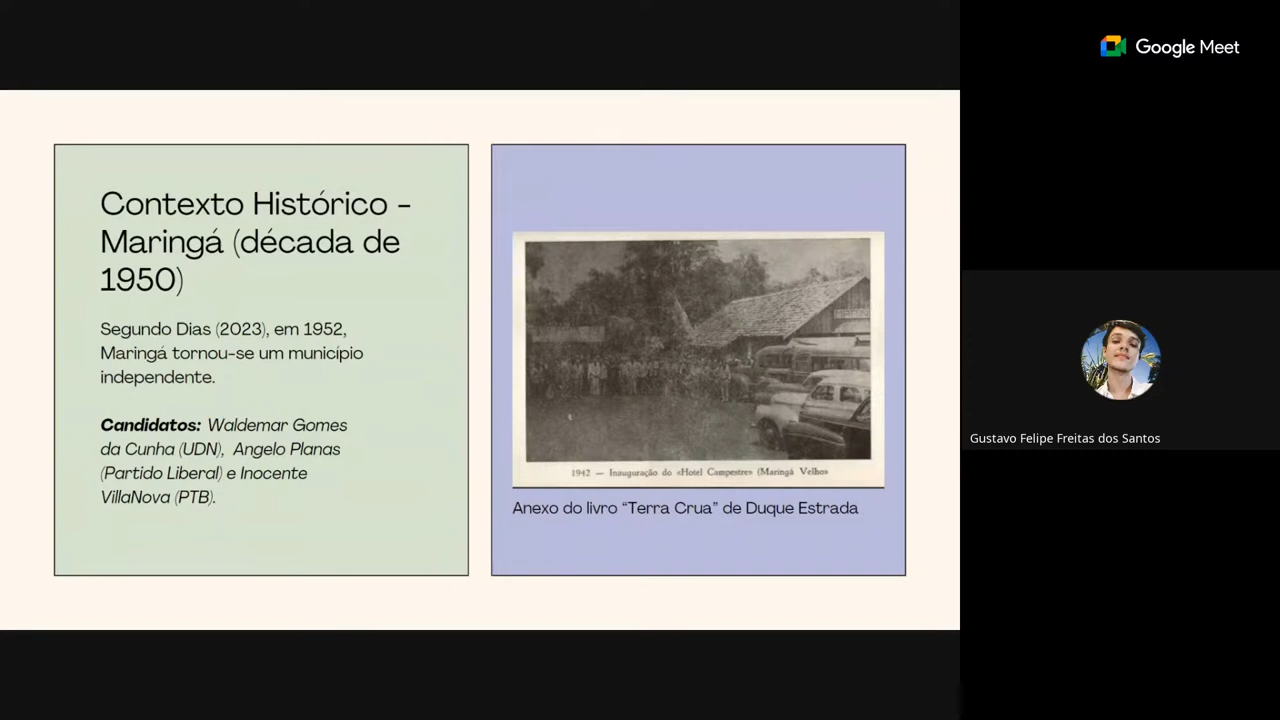 Google Meet
Contexto Histórico -
Maringá (década de
1950)
Segundo Dias (2023), em 1952,
Maringá tornou-se um município
independente.
Candidatos: Waldemar Gomes
da Cunha (UDN), Angelo Planas
(Partido Liberal) e Inocente
VillaNova (PTB).
1942 — Inauguração do «Hotel Campestre» (Maringá Velho»
Anexo do livro “Terra Crua” de Duque Estrada
Gustavo Felipe Freitas dos Santos